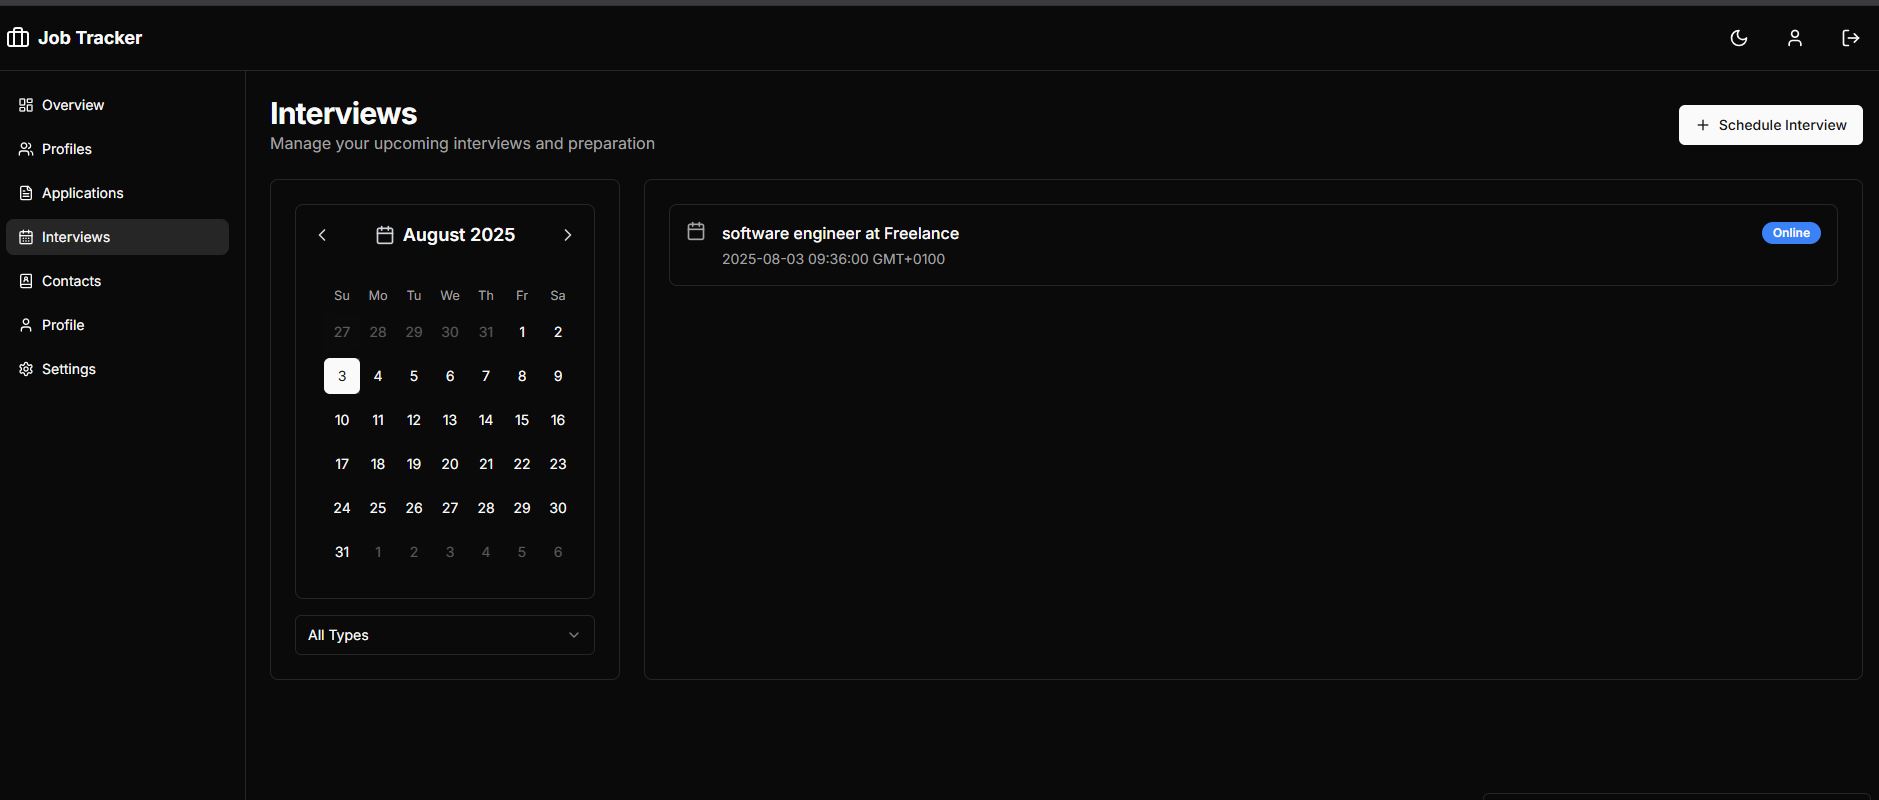 Job Tracker
Overview
Profiles
Applications
Interviews
Contacts
Profile
Settings
Interviews
Manage your upcoming interviews and preparation
Schedule Interview
August 2025
Su Mo Tu We Th Fr Sa
27 28 29 30 31 1 2
3 4 5 6 7 8 9
10 11 12 13 14 15 16
17 18 19 20 21 22 23
24 25 26 27 28 29 30
31 1 2 3 4 5 6
All Types
software engineer at Freelance
Online
2025-08-03 09:36:00 GMT+0100